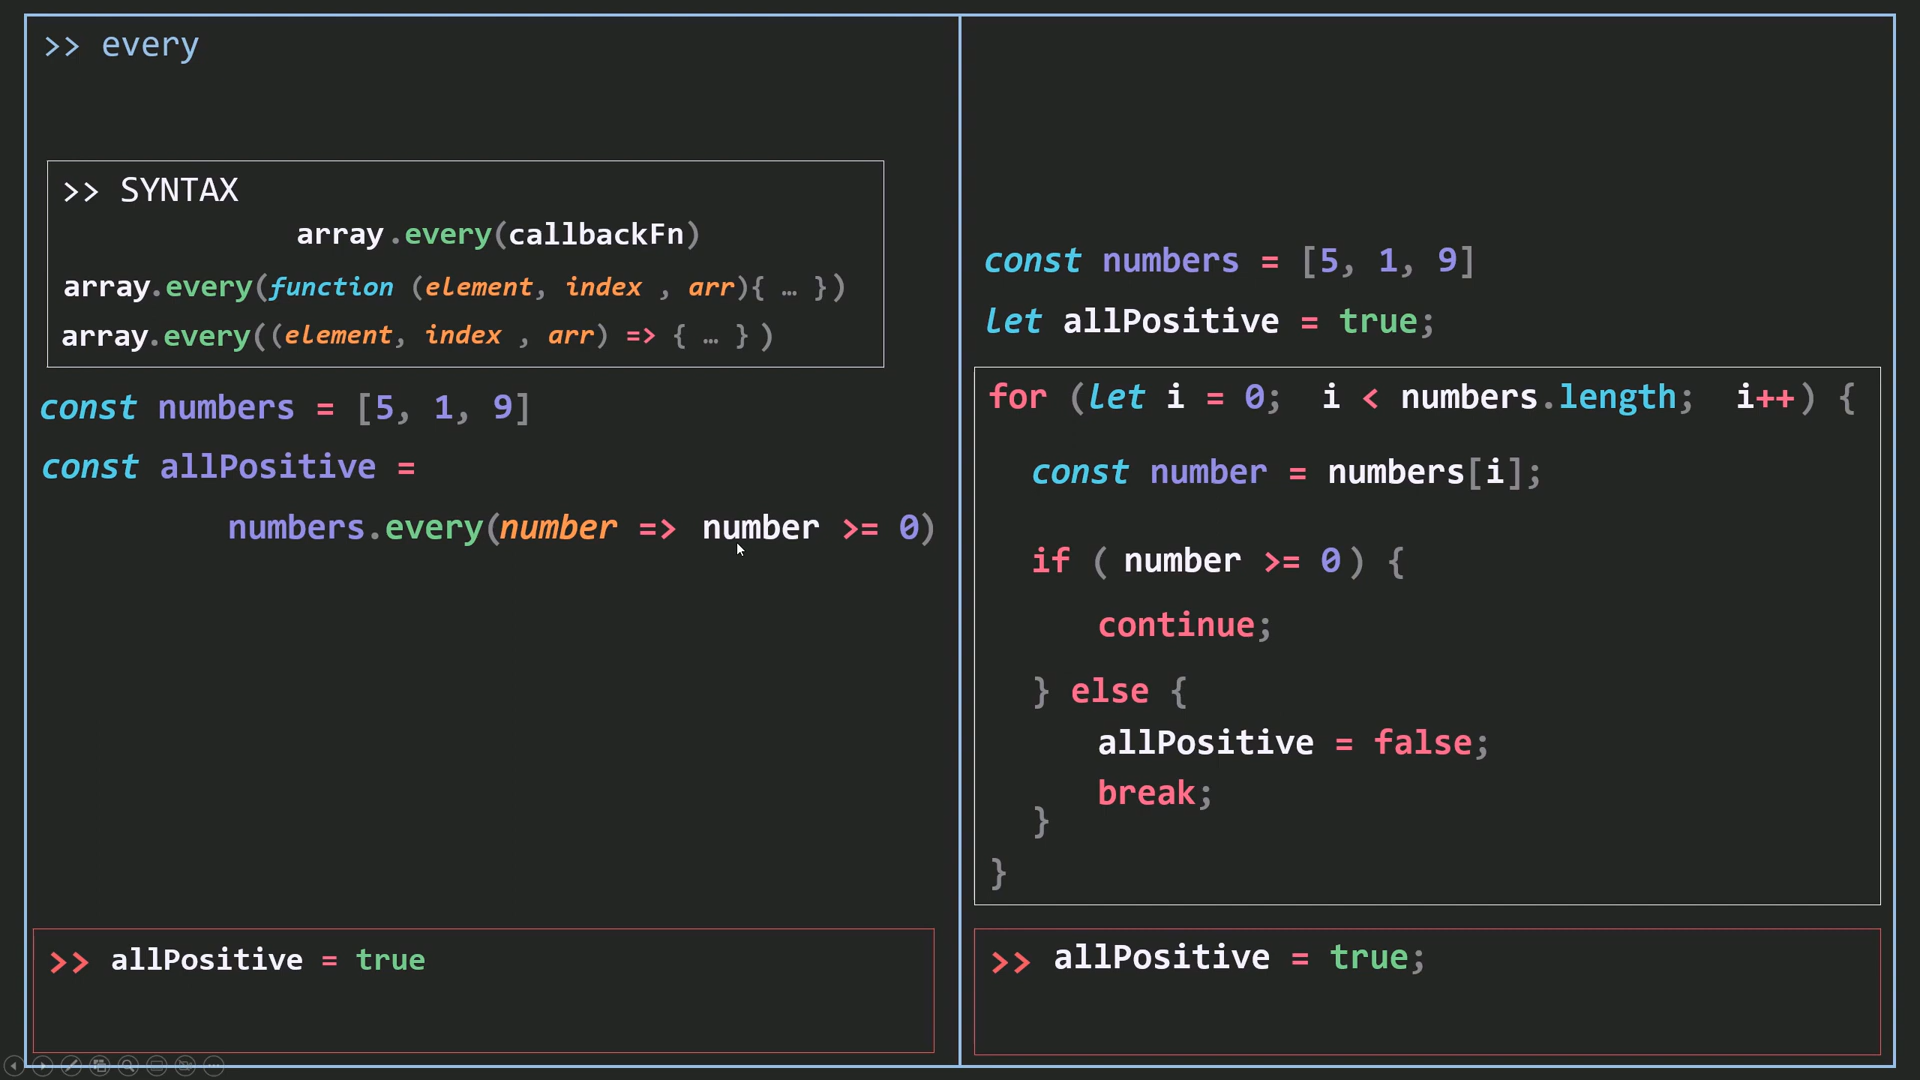 >> every
>> SYNTAX
array.every(callbackFn)
array.every(function (element, index , arr){ … })
array.every((element, index , arr) => { … } )
const numbers = [5, 1, 9]
const allPositive =
numbers.every(number => number >= 0)
>> allPositive = true
const numbers = [5, 1, 9]
let allPositive = true;
for (let i = 0; i < numbers.length; i++) {
const number = numbers[i];
if ( number >= 0) {
continue;
} else {
allPositive = false;
break;
}
}
>> allPositive = true;